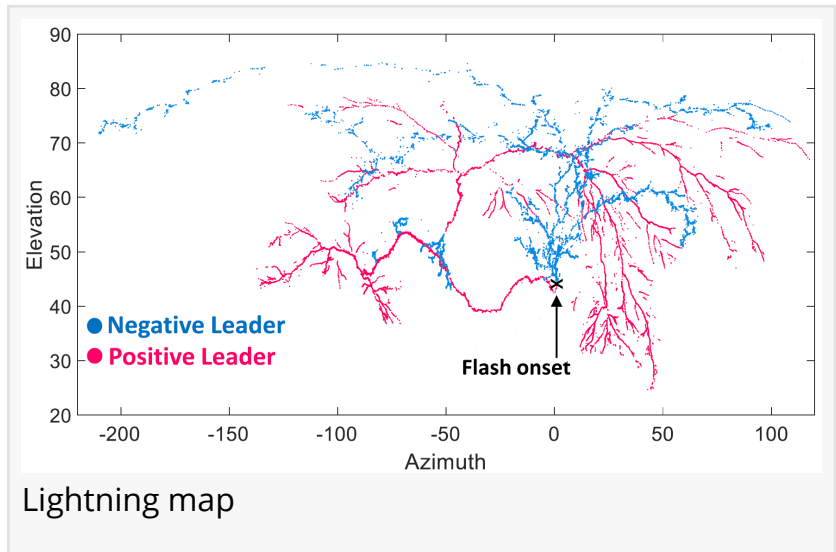 90
80
70
60
50
40
30
20
Elevation
Negative Leader
Positive Leader
Flash onset
-200 -150 -100 -50 0 50 100
Azimuth
Lightning map